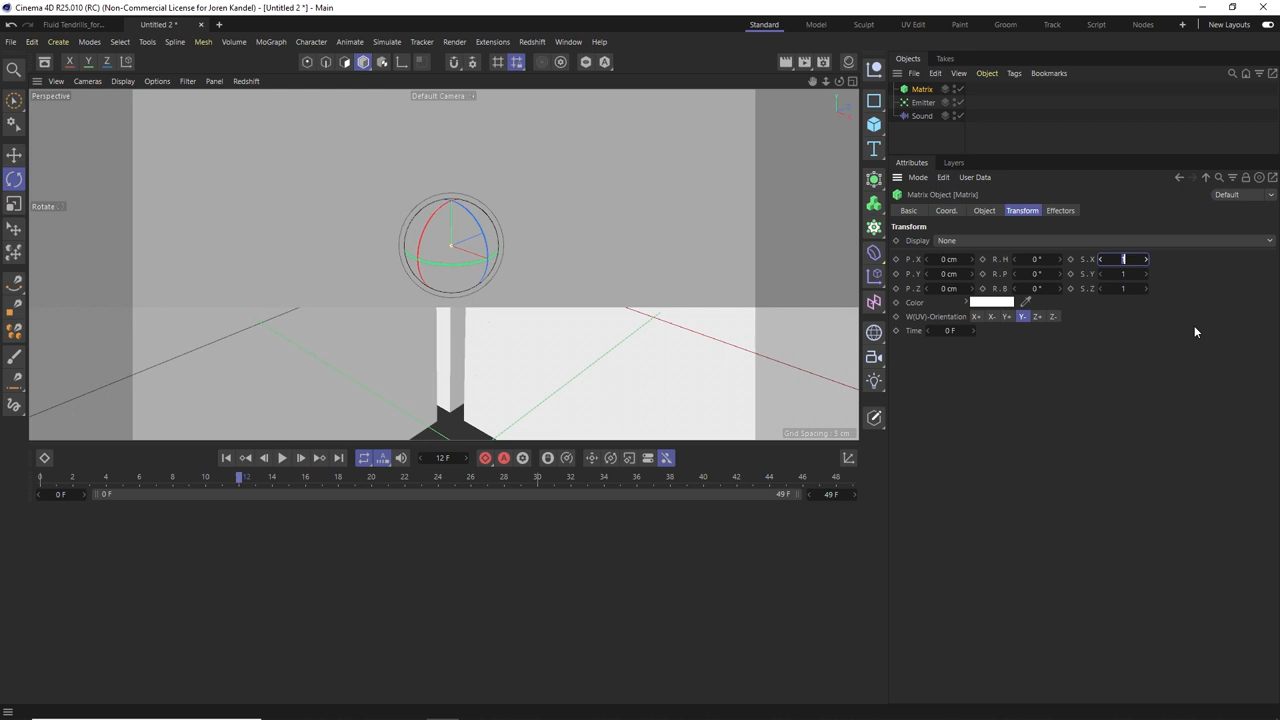 Cinema 4D R25.010 (RC) (Non-Commercial License for Joren Kandel) - [Untitled 2 *] - Main
Fluid Tendrills_for... Untitled 2 * × +
Standard Model Sculpt UV Edit Paint Groom Track Script Nodes + New Layouts
File Edit Create Modes Select Tools Spline Mesh Volume MoGraph Character Animate Simulate Tracker Render Extensions Redshift Window Help
X Y Z
View Cameras Display Options Filter Panel Redshift
Perspective
Default Camera
Rotate
Grid Spacing : 5 cm
12 F
0 2 4 6 8 10 12 14 16 18 20 22 24 26 28 30 32 34 36 38 40 42 44 46 48
0 F 0 F 49 F 49 F
Objects Takes
File Edit View Object Tags Bookmarks
Matrix
Emitter
Sound
Attributes Layers
Mode Edit User Data
Matrix Object [Matrix] Default
Basic Coord. Object Transform Effectors
Transform
Display None
P . X 0 cm R . H 0 ° S . X
P . Y 0 cm R . P 0 ° S . Y 1
P . Z 0 cm R . B 0 ° S . Z 1
Color
W(UV)-Orientation X+ X- Y+ Y- Z+ Z-
Time 0 F